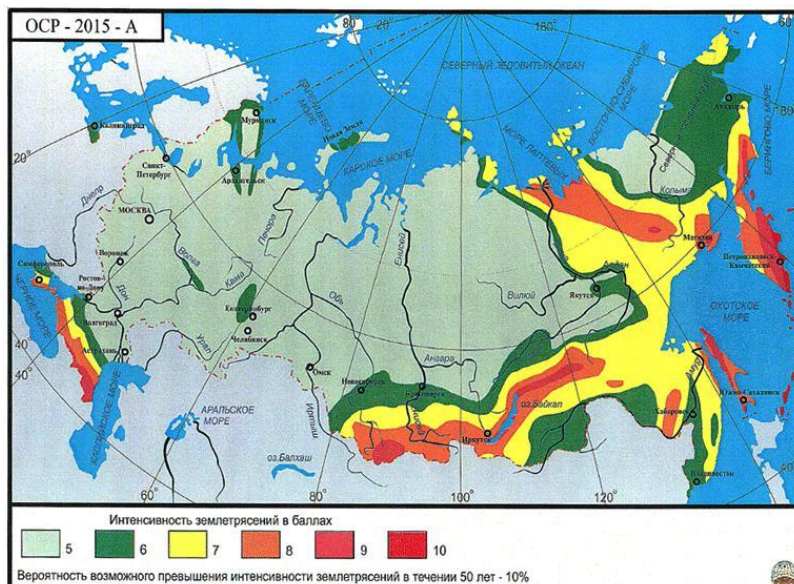 ОСР - 2015 - А
80
20°
180°
60
СЕВЕРНЫЙ ЛЕДОВИТЫЙ ОКЕАН
ВОСТОЧНО-СИБИРСКОЕ МОРЕ
БЕРИНГОВО МОРЕ
МОРЕ ЛАПТЕВЫХ
КАРСКОЕ МОРЕ
Новая Земля
Мурманск
Калининград
20°
Санкт-
Петербург
Архангельск
Анадырь
Колыма
Днепр
МОСКВА
Печора
Енисей
Магадан
Петропавловск-
Камчатский
Воронеж
Волга
Кама
Обь
Вилюй
Алдан
Якутск
ОХОТСКОЕ
МОРЕ
Симферополь
Ростов-
на-Дону
Дон
ЧЕРНОЕ МОРЕ
Волгоград
Екатеринбург
Челябинск
Урал
Астрахань
40
40°
Омск
Новосибирск
Ангара
Красноярск
оз.Байкал
Амур
Южно-Сахалинск
Хабаровск
КАСПИЙСКОЕ МОРЕ
АРАЛЬСКОЕ
МОРЕ
Иртыш
Иркутск
оз.Балхаш
Владивосток
60°
80°
100°
120°
40
Интенсивность землетрясений в баллах
5 6 7 8 9 10
Вероятность возможного превышения интенсивности землетрясений в течении 50 лет - 10%